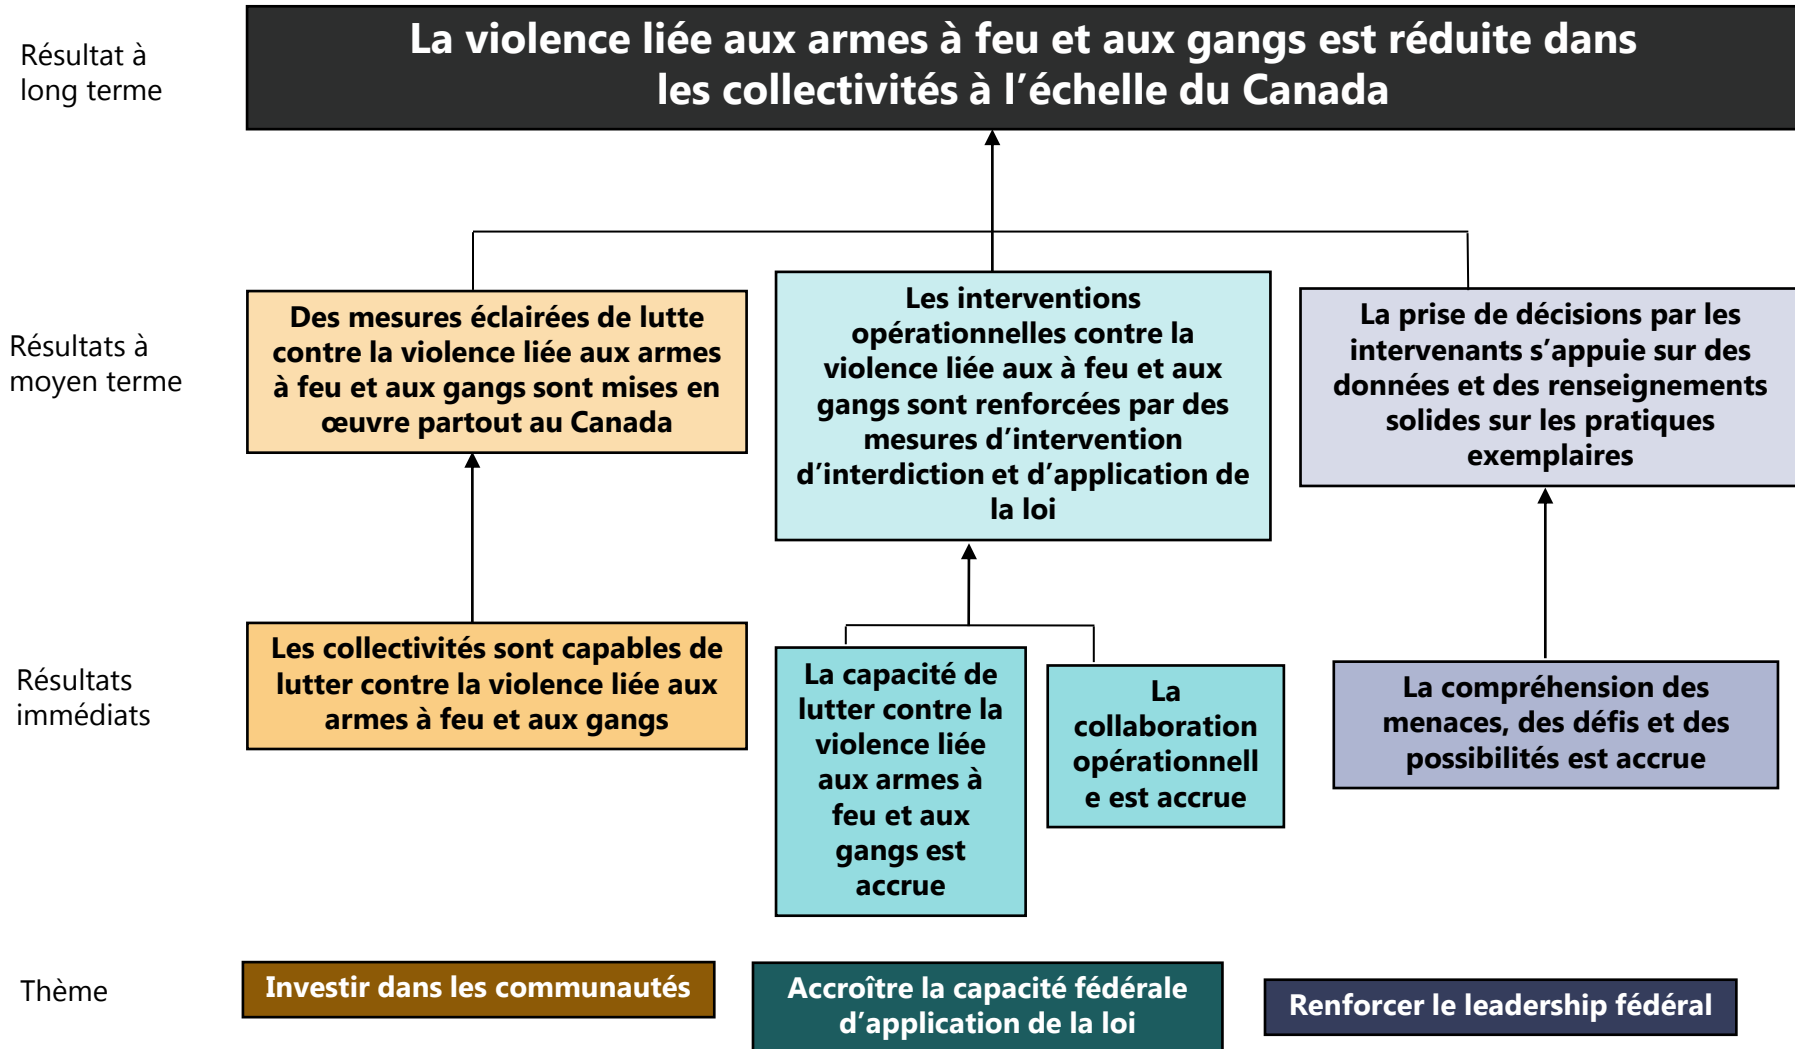 Résultat à
long terme
La violence liée aux armes à feu et aux gangs est réduite dans
les collectivités à l’échelle du Canada
Résultats à
moyen terme
Des mesures éclairées de lutte
contre la violence liée aux armes
à feu et aux gangs sont mises en
œuvre partout au Canada
Les interventions
opérationnelles contre la
violence liée aux à feu et aux
gangs sont renforcées par des
mesures d’intervention
d’interdiction et d’application de
la loi
La prise de décisions par les
intervenants s’appuie sur des
données et des renseignements
solides sur les pratiques
exemplaires
Résultats
immédiats
Les collectivités sont capables de
lutter contre la violence liée aux
armes à feu et aux gangs
La capacité de
lutter contre la
violence liée
aux armes à
feu et aux
gangs est
accrue
La
collaboration
opérationnell
e est accrue
La compréhension des
menaces, des défis et des
possibilités est accrue
Thème
Investir dans les communautés
Accroître la capacité fédérale
d’application de la loi
Renforcer le leadership fédéral